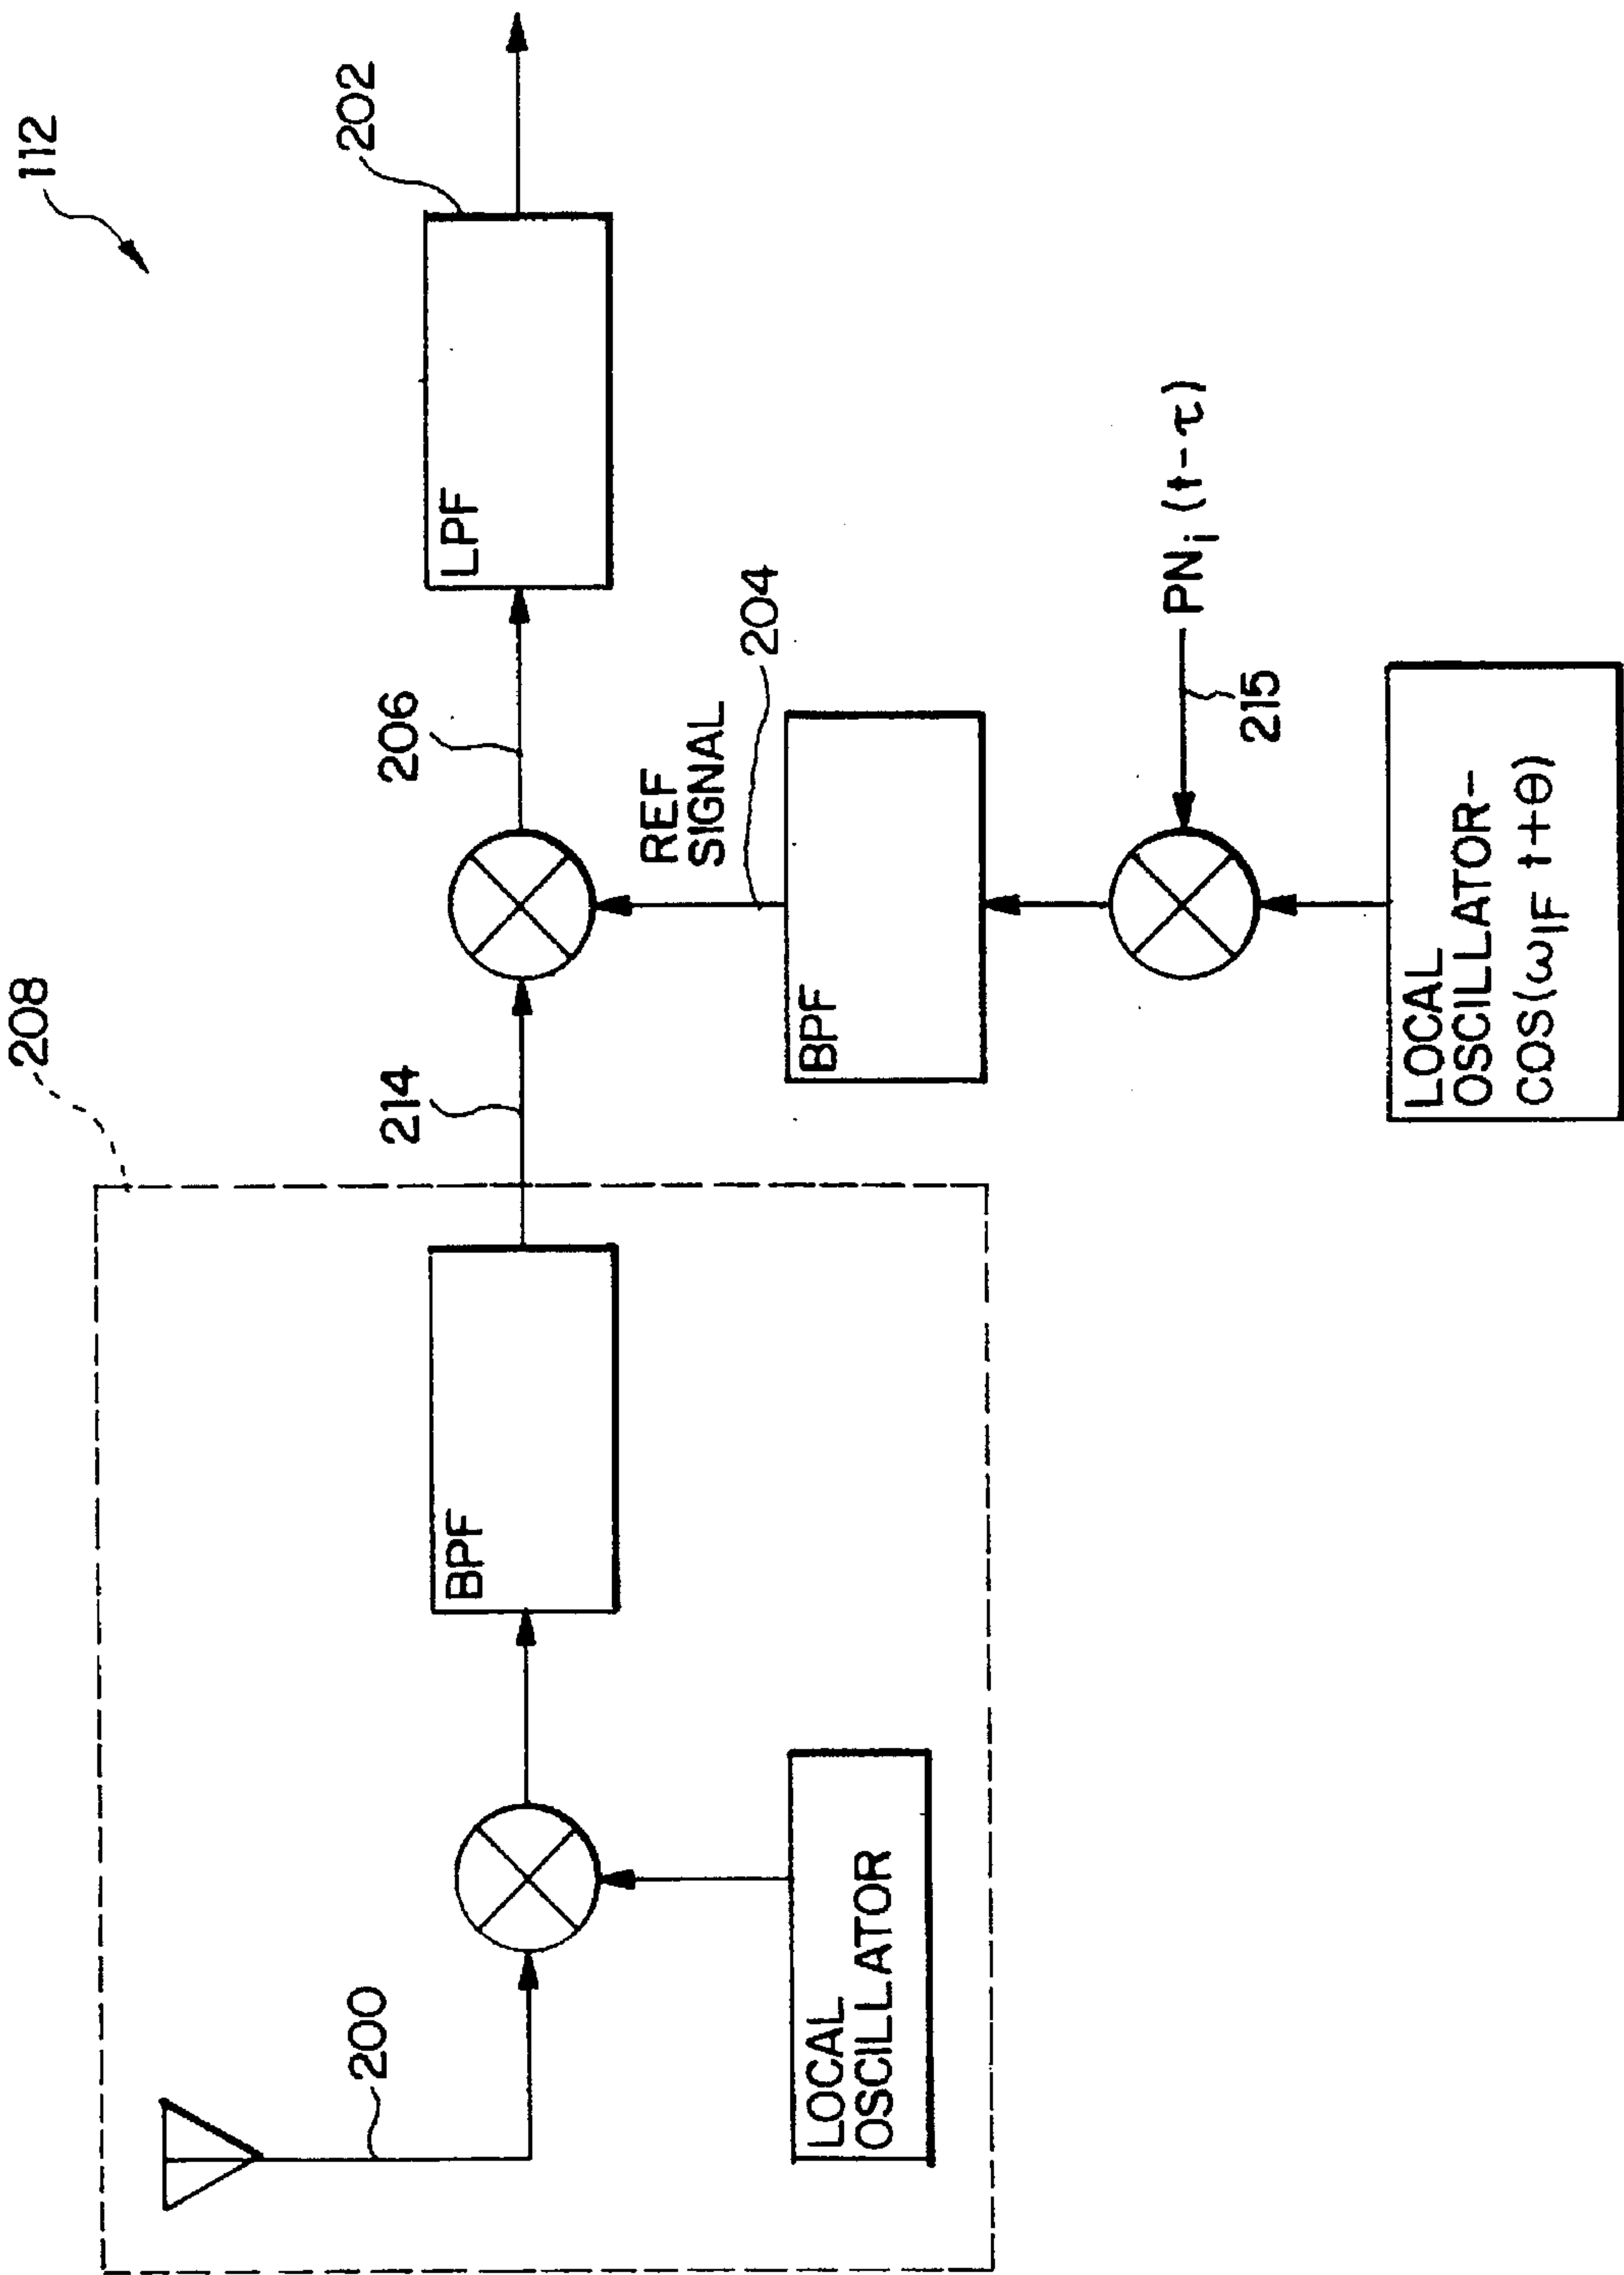 112
208
202
206
214
200
LPF
BPF
REF
SIGNAL
204
BPF
LOCAL
OSCILLATOR
PNᵢ (t-τ)
215
LOCAL
OSCILLATOR-
COS(ω_IF t+θ)